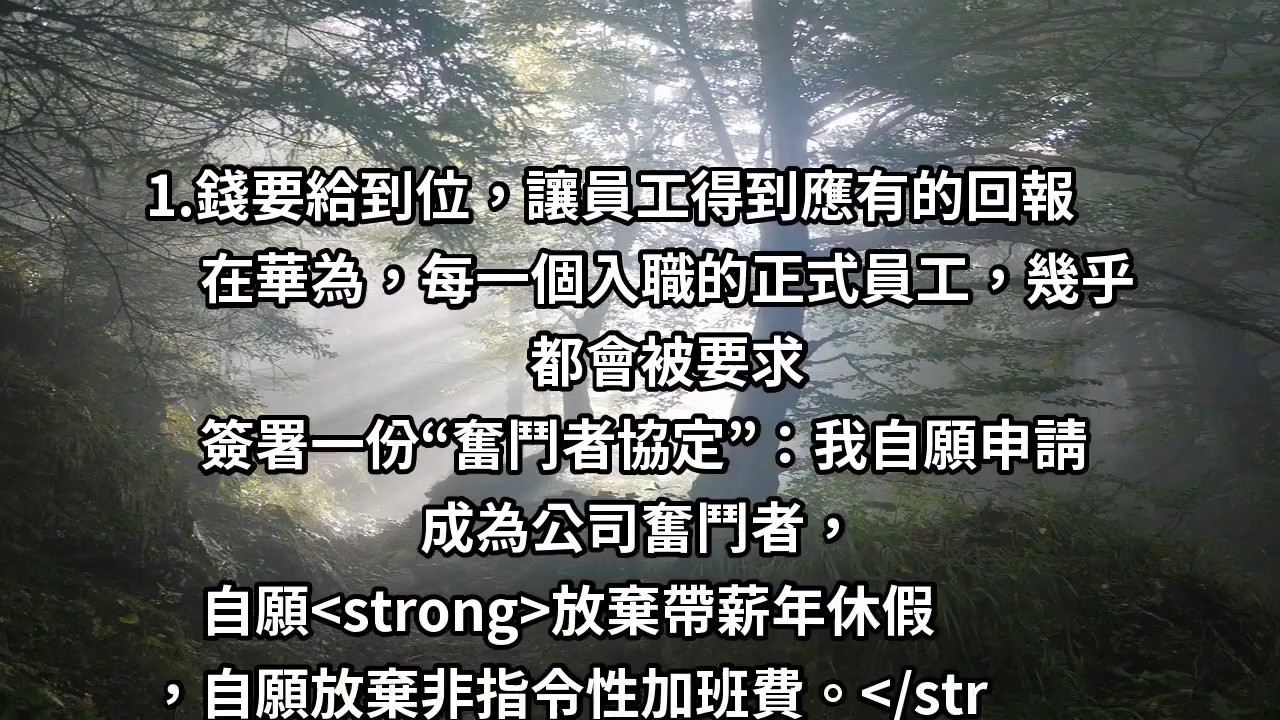 1.錢要給到位，讓員工得到應有的回報
在華為，每一個入職的正式員工，幾乎
都會被要求
簽署一份“奮鬥者協定”：我自願申請
成為公司奮鬥者，
自願<strong>放棄帶薪年休假
，自願放棄非指令性加班費。</str